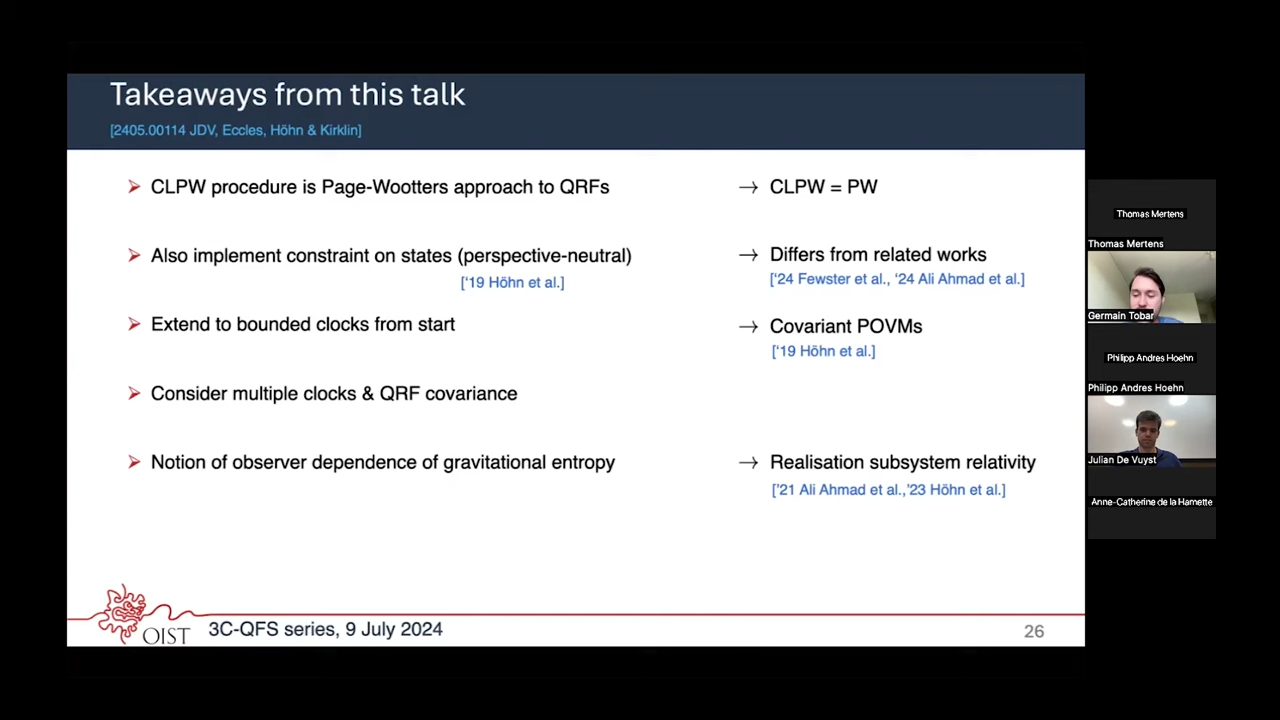 Takeaways from this talk
[2405.00114 JDV, Eccles, Höhn & Kirklin]
➤ CLPW procedure is Page-Wootters approach to QRFs
→ CLPW = PW
➤ Also implement constraint on states (perspective-neutral)
['19 Höhn et al.]
→ Differs from related works
['24 Fewster et al., '24 Ali Ahmad et al.]
➤ Extend to bounded clocks from start
→ Covariant POVMs
['19 Höhn et al.]
➤ Consider multiple clocks & QRF covariance
➤ Notion of observer dependence of gravitational entropy
→ Realisation subsystem relativity
['21 Ali Ahmad et al.,'23 Höhn et al.]
OIST
3C-QFS series, 9 July 2024
26
Thomas Mertens
Thomas Mertens
Germain Tobar
Philipp Andres Hoehn
Philipp Andres Hoehn
Julian De Vuyst
Anne-Catherine de la Hamette